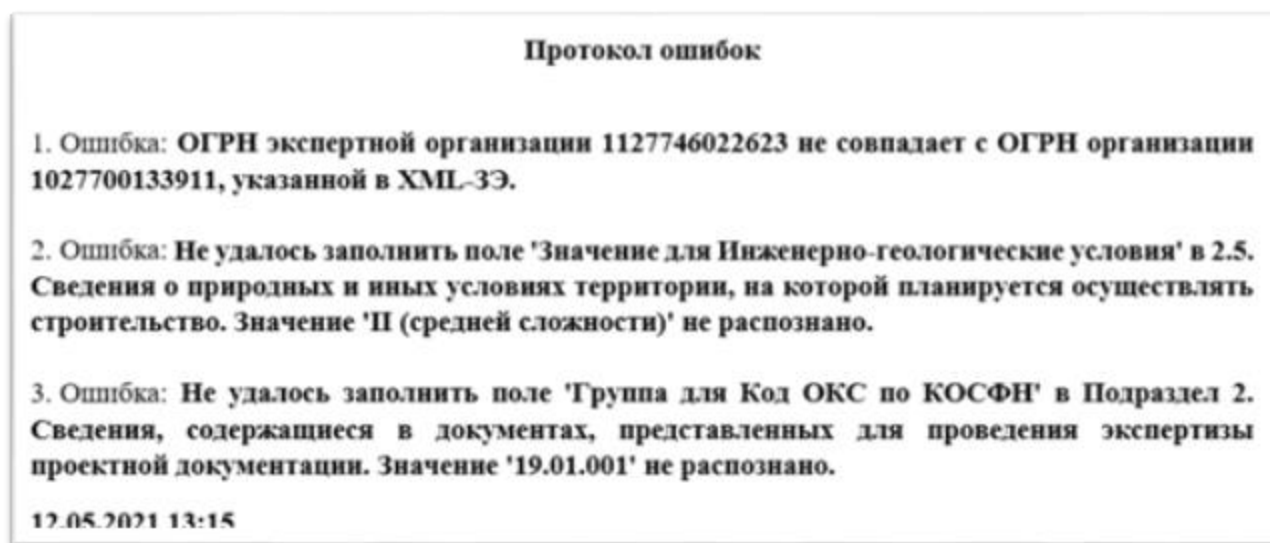 Протокол ошибок
1. Ошибка: ОГРН экспертной организации 1127746022623 не совпадает с ОГРН организации
1027700133911, указанной в XML-ЗЭ.
2. Ошибка: Не удалось заполнить поле 'Значение для Инженерно-геологические условия' в 2.5.
Сведения о природных и иных условиях территории, на которой планируется осуществлять
строительство. Значение 'II (средней сложности)' не распознано.
3. Ошибка: Не удалось заполнить поле 'Группа для Код ОКС по КОСФН' в Подраздел 2.
Сведения, содержащиеся в документах, представленных для проведения экспертизы
проектной документации. Значение '19.01.001' не распознано.
12.05.2021 13:15